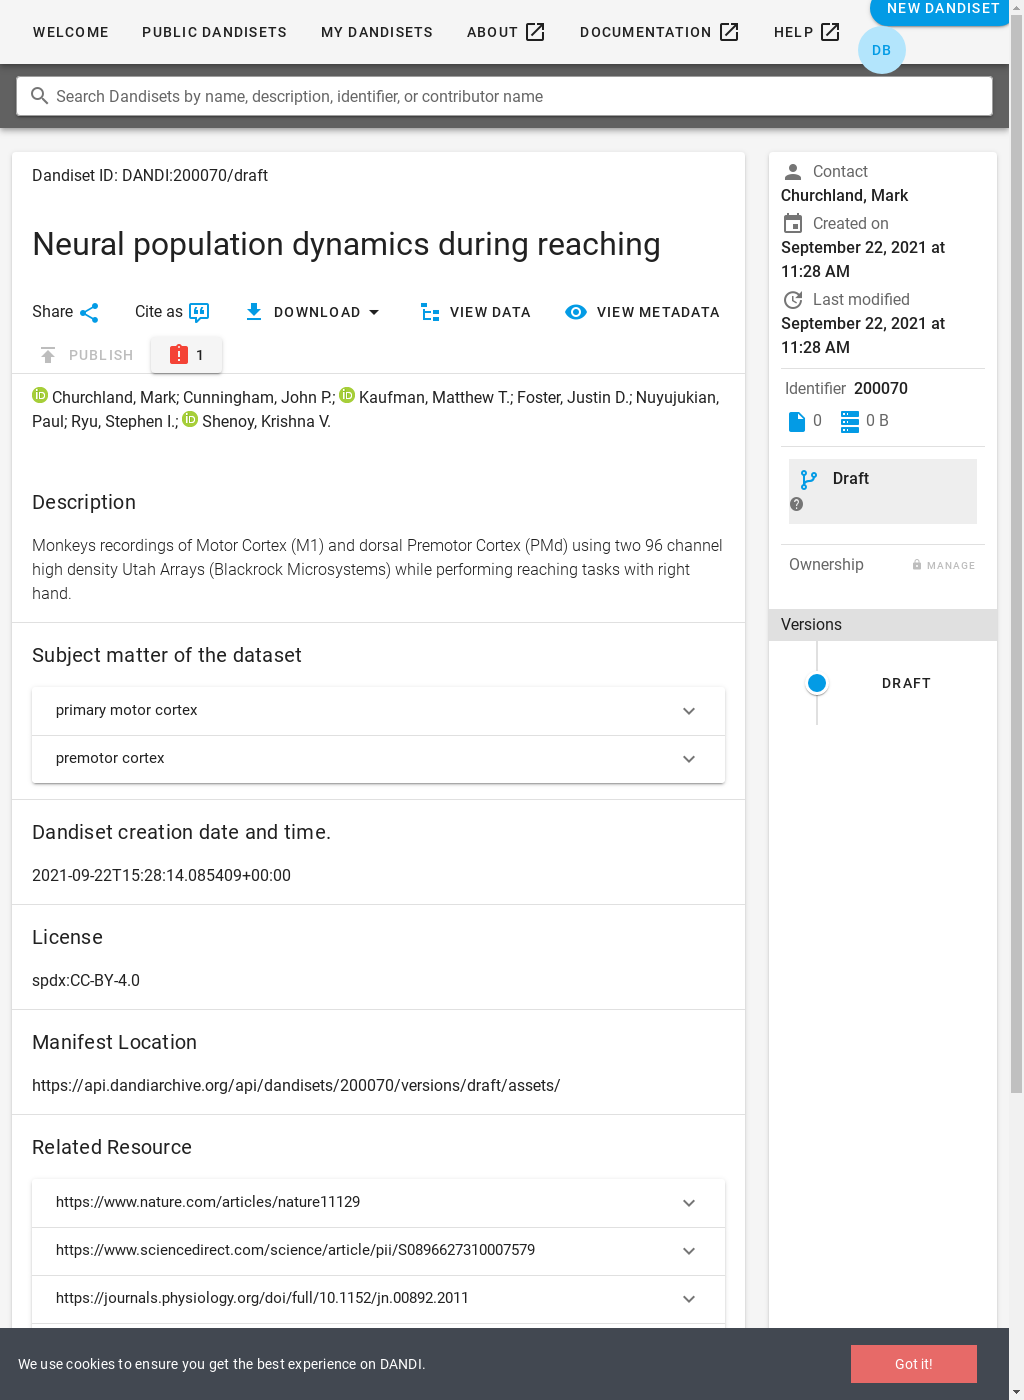 WELCOME PUBLIC DANDISETS MY DANDISETS ABOUT DOCUMENTATION HELP NEW DANDISET
DB
Search Dandisets by name, description, identifier, or contributor name
Dandiset ID: DANDI:200070/draft
Neural population dynamics during reaching
Share Cite as DOWNLOAD VIEW DATA VIEW METADATA
PUBLISH 1
Churchland, Mark; Cunningham, John P.; Kaufman, Matthew T.; Foster, Justin D.; Nuyujukian,
Paul; Ryu, Stephen I.; Shenoy, Krishna V.
Description
Monkeys recordings of Motor Cortex (M1) and dorsal Premotor Cortex (PMd) using two 96 channel
high density Utah Arrays (Blackrock Microsystems) while performing reaching tasks with right
hand.
Subject matter of the dataset
primary motor cortex
premotor cortex
Dandiset creation date and time.
2021-09-22T15:28:14.085409+00:00
License
spdx:CC-BY-4.0
Manifest Location
https://api.dandiarchive.org/api/dandisets/200070/versions/draft/assets/
Related Resource
https://www.nature.com/articles/nature11129
https://www.sciencedirect.com/science/article/pii/S0896627310007579
https://journals.physiology.org/doi/full/10.1152/jn.00892.2011
Contact
Churchland, Mark
Created on
September 22, 2021 at
11:28 AM
Last modified
September 22, 2021 at
11:28 AM
Identifier 200070
0 0 B
Draft
Ownership MANAGE
Versions
DRAFT
We use cookies to ensure you get the best experience on DANDI.
Got it!